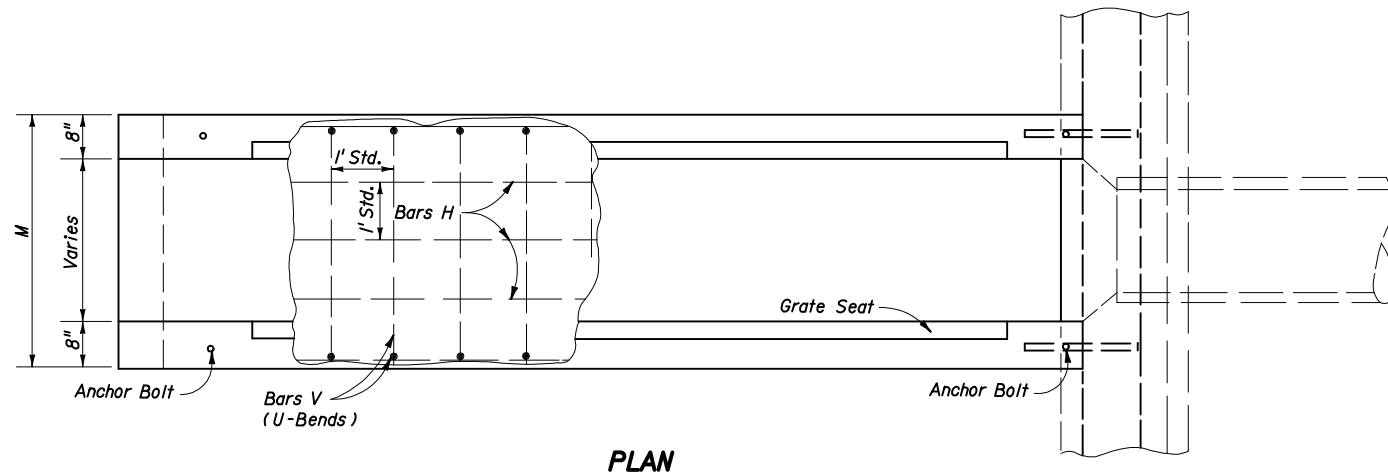 8"
1' Std.
M
Varies
1' Std.
Bars H
Grate Seat
8"
Anchor Bolt
Bars V
(U-Bends)
Anchor Bolt
PLAN